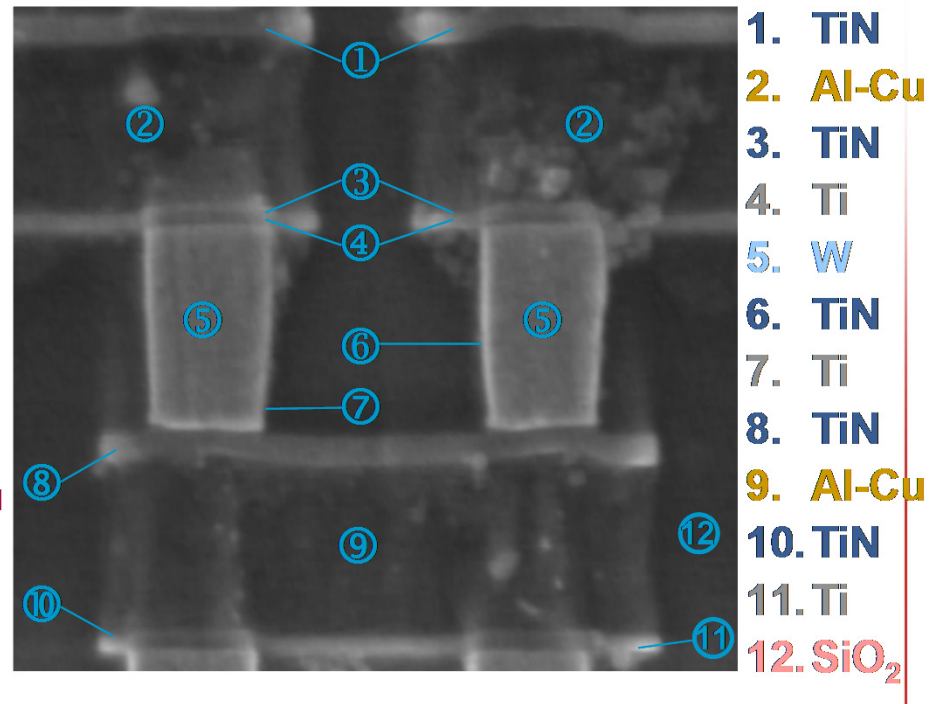 1. TiN
2. Al-Cu
3. TiN
4. Ti
5. W
6. TiN
7. Ti
8. TiN
9. Al-Cu
10. TiN
11. Ti
12. SiO₂
①
②
②
③
④
⑤
⑤
⑥
⑦
⑧
⑨
⑫
⑩
⑪